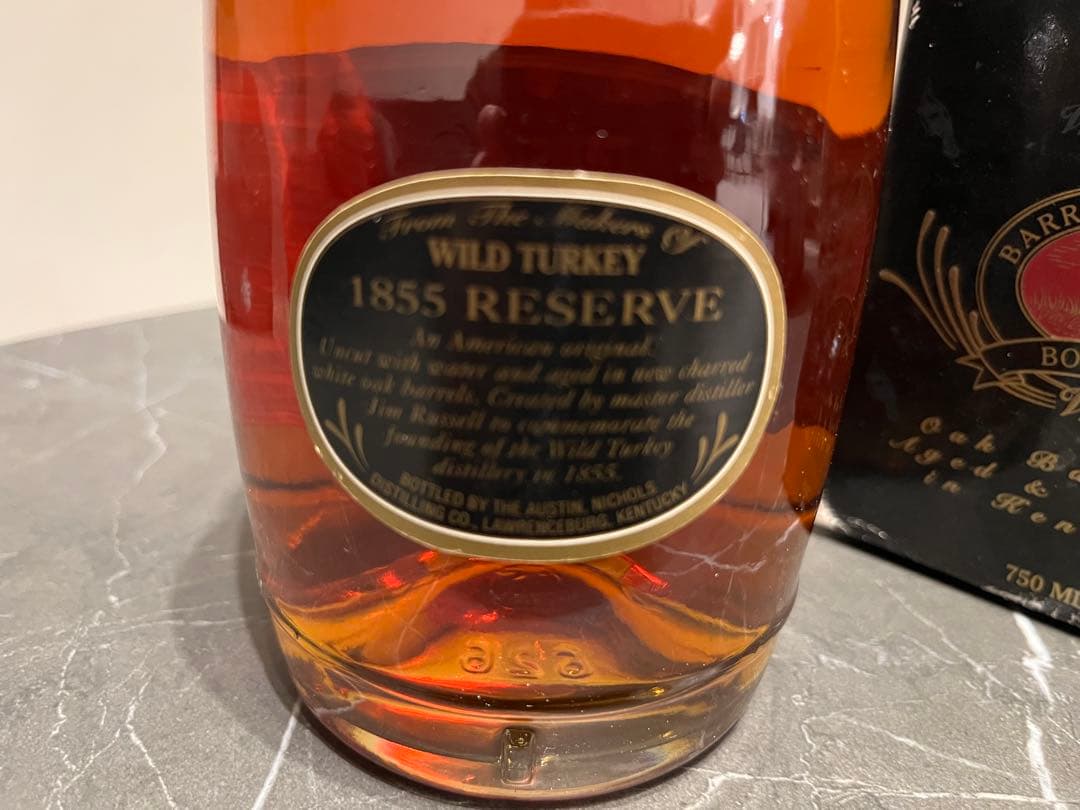 From The Makers Of
WILD TURKEY
1855 RESERVE
An American original.
Uncut with water and aged in new charred
white oak barrels. Created by master distiller
Jim Russell to commemorate the
founding of the Wild Turkey
distillery in 1855.
BOTTLED BY THE AUSTIN, NICHOLS
DISTILLING CO., LAWRENCEBURG, KENTUCKY
BARR
BO
Oak Ba
Aged &
in Ken
750 ML